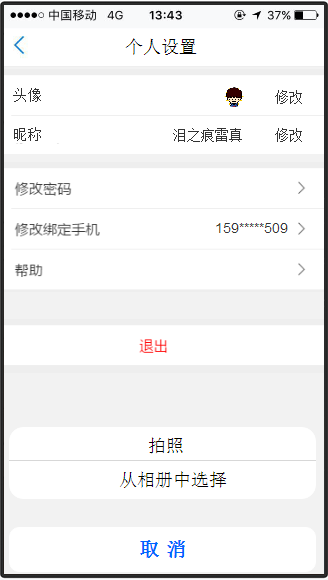 中国移动 4G 13:43 37%
个人设置
头像 修改
昵称 泪之痕雷真 修改
修改密码
修改绑定手机 159*****509
帮助
退出
拍照
从相册中选择
取 消